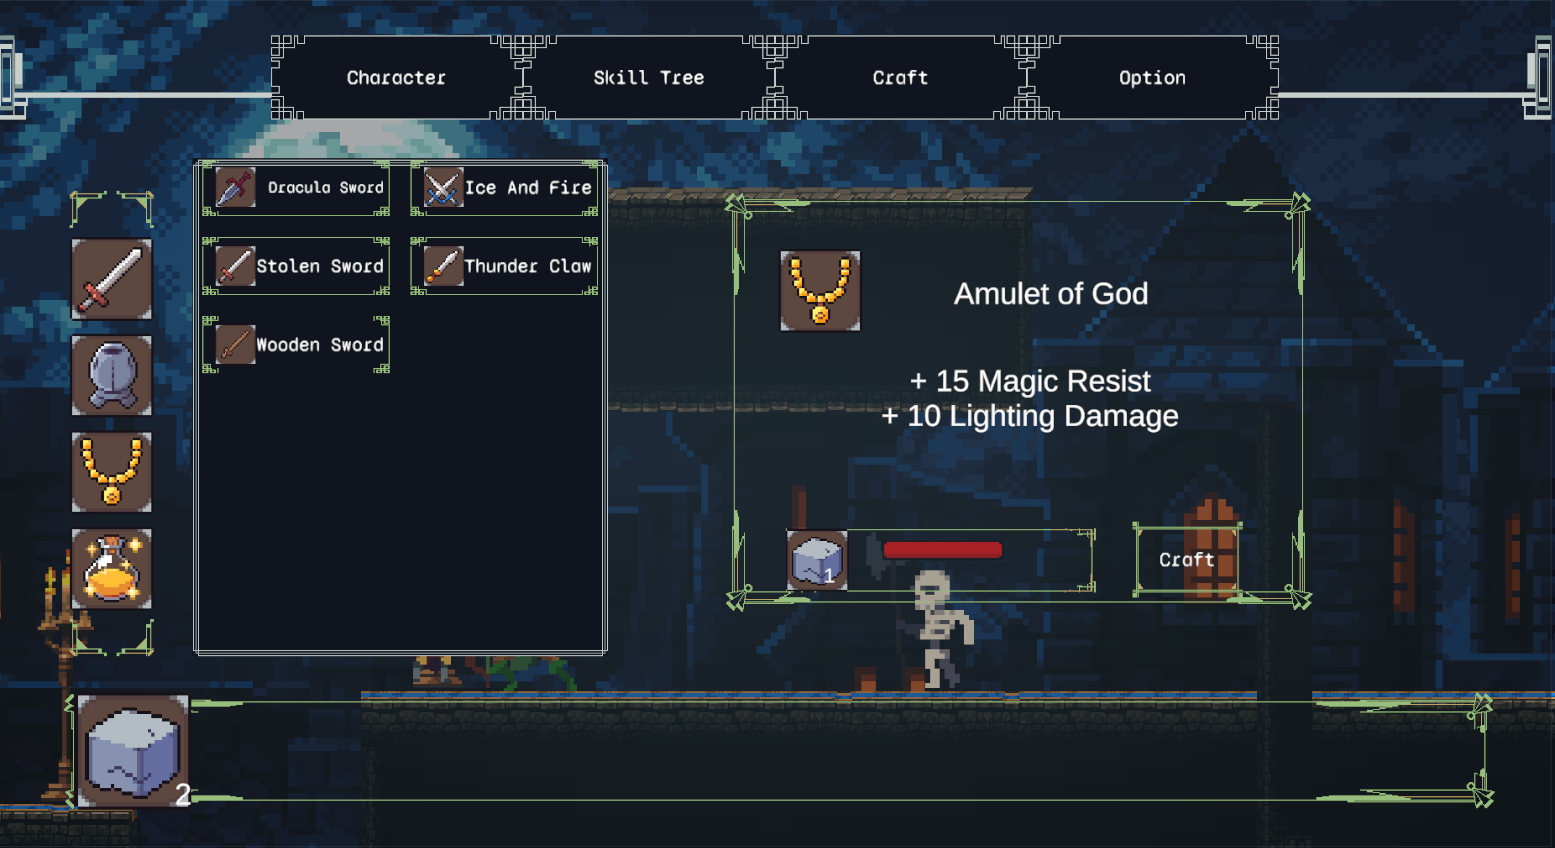 Character
Skill Tree
Craft
Option
Dracula Sword
Ice And Fire
Stolen Sword
Thunder Claw
Wooden Sword
Amulet of God
+ 15 Magic Resist
+ 10 Lighting Damage
1
Craft
2